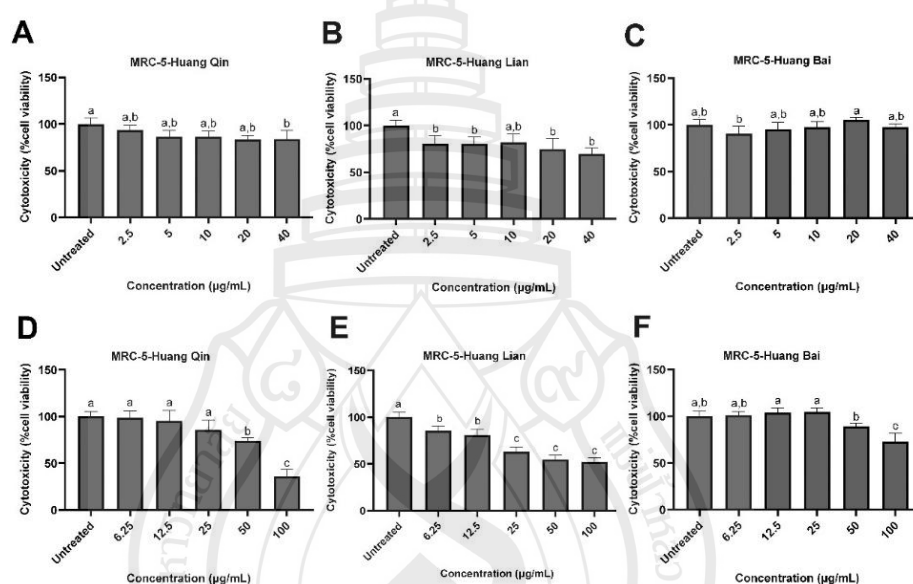 A
MRC-5-Huang Qin
Cytotoxicity (%cell viability)
150
100
50
0
a a,b a,b a,b a,b b
Untreated 2.5 5 10 20 40
Concentration (µg/mL)
B
MRC-5-Huang Lian
Cytotoxicity (%cell viability)
150
100
50
0
a b b a,b b b
Untreated 2.5 5 10 20 40
Concentration (µg/mL)
C
MRC-5-Huang Bai
Cytotoxicity (%cell viability)
150
100
50
0
a,b b a,b a,b a a,b
Untreated 2.5 5 10 20 40
Concentration (µg/mL)
D
MRC-5-Huang Qin
Cytotoxicity (%cell viability)
150
100
50
0
a a a a b c
Untreated 6.25 12.5 25 50 100
Concentration (µg/mL)
E
MRC-5-Huang Lian
Cytotoxicity (%cell viability)
150
100
50
0
a b b c c c
Untreated 6.25 12.5 25 50 100
Concentration (µg/mL)
F
MRC-5-Huang Bai
Cytotoxicity (%cell viability)
150
100
50
0
a,b a,b a a b c
Untreated 6.25 12.5 25 50 100
Concentration (µg/mL)